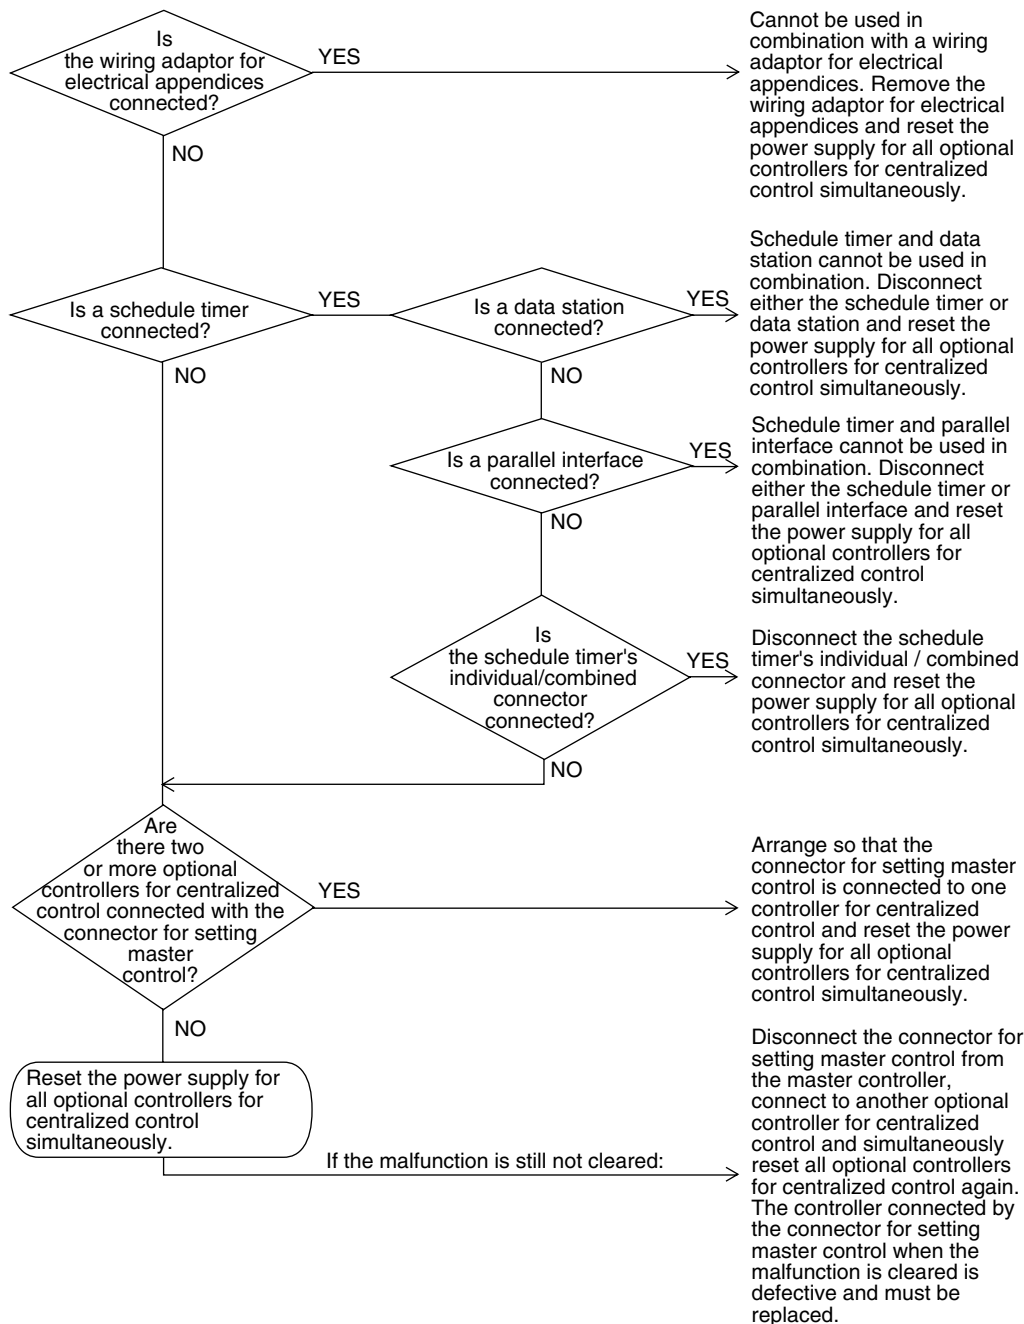 Is
the wiring adaptor for
electrical appendices
connected?
YES
NO
Cannot be used in
combination with a wiring
adaptor for electrical
appendices. Remove the
wiring adaptor for electrical
appendices and reset the
power supply for all optional
controllers for centralized
control simultaneously.
Is a schedule timer
connected?
YES
NO
Is a data station
connected?
YES
NO
Schedule timer and data
station cannot be used in
combination. Disconnect
either the schedule timer or
data station and reset the
power supply for all optional
controllers for centralized
control simultaneously.
Is a parallel interface
connected?
YES
NO
Schedule timer and parallel
interface cannot be used in
combination. Disconnect
either the schedule timer or
parallel interface and reset
the power supply for all
optional controllers for
centralized control
simultaneously.
Is
the schedule timer's
individual/combined
connector
connected?
YES
NO
Disconnect the schedule
timer's individual / combined
connector and reset the
power supply for all optional
controllers for centralized
control simultaneously.
Are
there two
or more optional
controllers for centralized
control connected with the
connector for setting
master
control?
YES
NO
Arrange so that the
connector for setting master
control is connected to one
controller for centralized
control and reset the power
supply for all optional
controllers for centralized
control simultaneously.
Reset the power supply for
all optional controllers for
centralized control
simultaneously.
If the malfunction is still not cleared:
Disconnect the connector for
setting master control from
the master controller,
connect to another optional
controller for centralized
control and simultaneously
reset all optional controllers
for centralized control again.
The controller connected by
the connector for setting
master control when the
malfunction is cleared is
defective and must be
replaced.